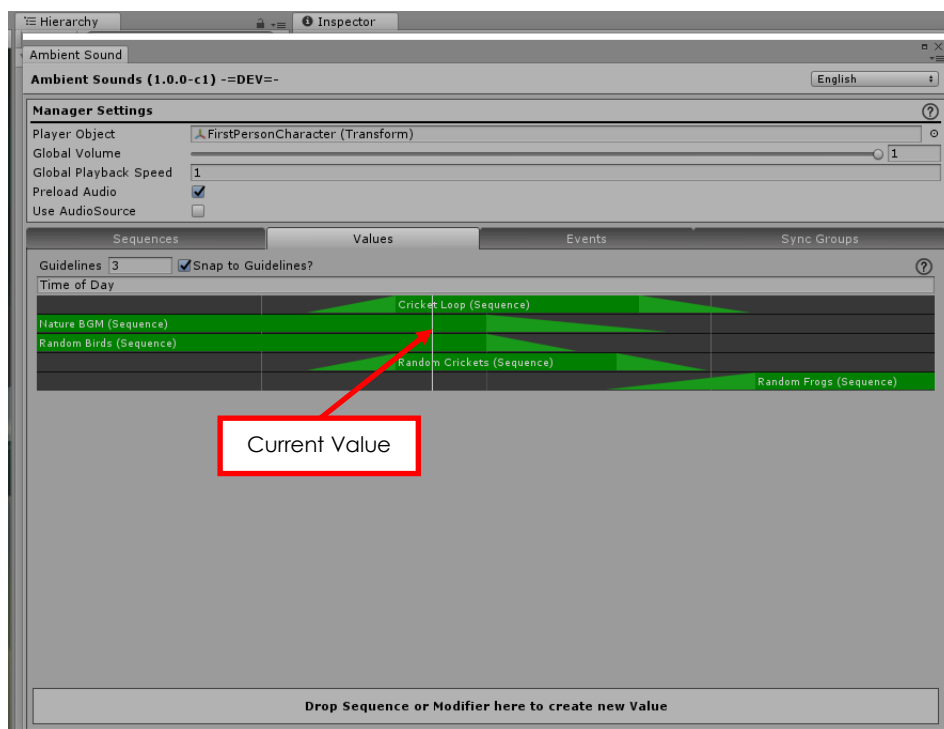 Hierarchy
Inspector
Ambient Sound
Ambient Sounds (1.0.0-c1) -=DEV=-
English
Manager Settings
Player Object FirstPersonCharacter (Transform)
Global Volume 1
Global Playback Speed 1
Preload Audio
Use AudioSource
Sequences Values Events Sync Groups
Guidelines 3 Snap to Guidelines?
Time of Day
Cricket Loop (Sequence)
Nature BGM (Sequence)
Random Birds (Sequence)
Random Crickets (Sequence)
Random Frogs (Sequence)
Current Value
Drop Sequence or Modifier here to create new Value